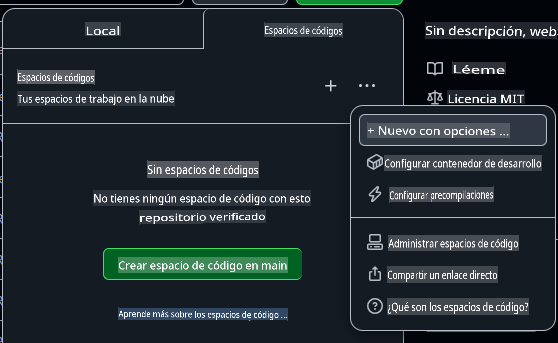 Local
Espacios de códigos
Sin descripción, web
Espacios de códigos
Tus espacios de trabajo en la nube
Léeme
Licencia MIT
+ Nuevo con opciones ...
Configurar contenedor de desarrollo
Configurar precompilaciones
Sin espacios de códigos
No tienes ningún espacio de código con esto
repositorio verificado
Administrar espacios de código
Crear espacio de código en main
Compartir un enlace directo
¿Qué son los espacios de código?
Aprende más sobre los espacios de código ...